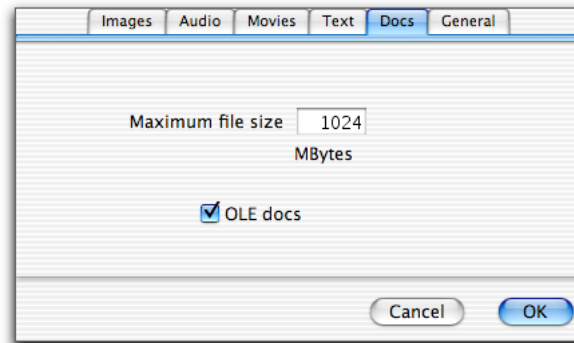 Images Audio Movies Text Docs General
Maximum file size 1024
MBytes
OLE docs
Cancel OK